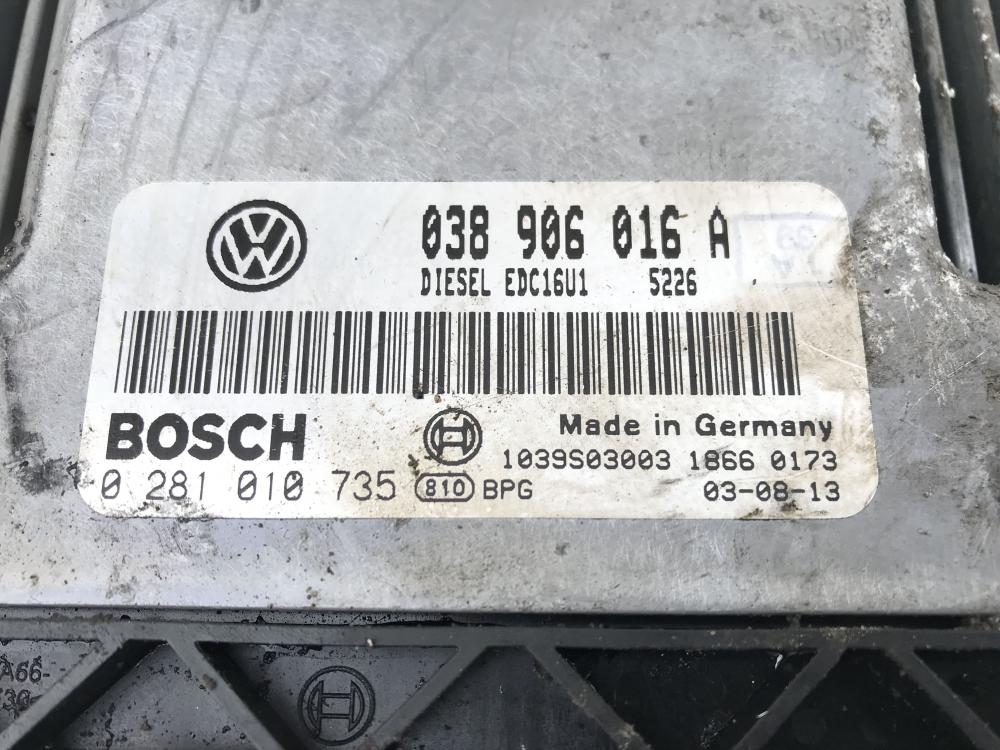 038 906 016 A
DIESEL EDC16U1 5226
BOSCH
Made in Germany
1039S03003 1866 0173
0 281 010 735 810 BPG
03-08-13
A66-